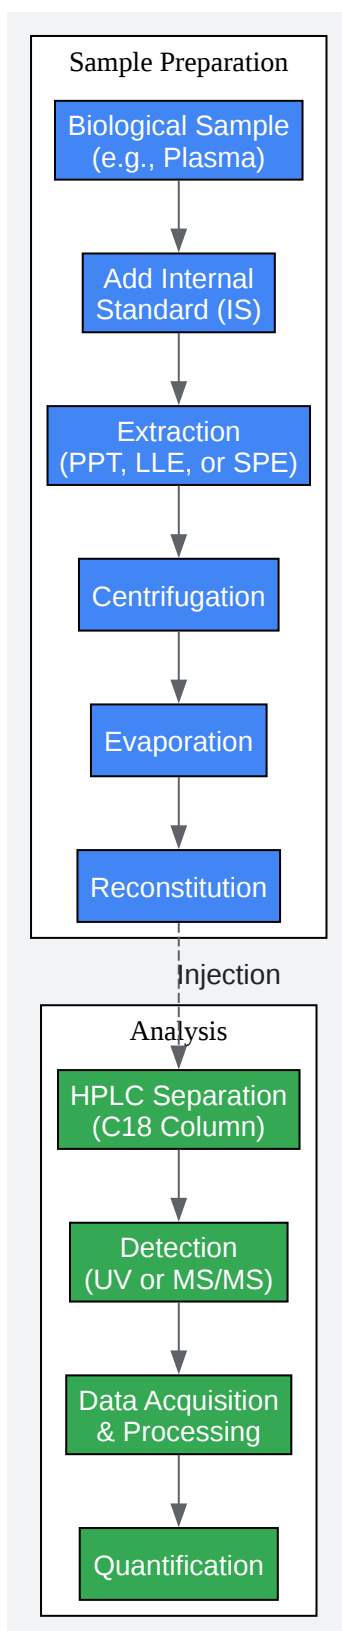 Sample Preparation
Biological Sample
(e.g., Plasma)
Add Internal
Standard (IS)
Extraction
(PPT, LLE, or SPE)
Centrifugation
Evaporation
Reconstitution
Injection
Analysis
HPLC Separation
(C18 Column)
Detection
(UV or MS/MS)
Data Acquisition
& Processing
Quantification